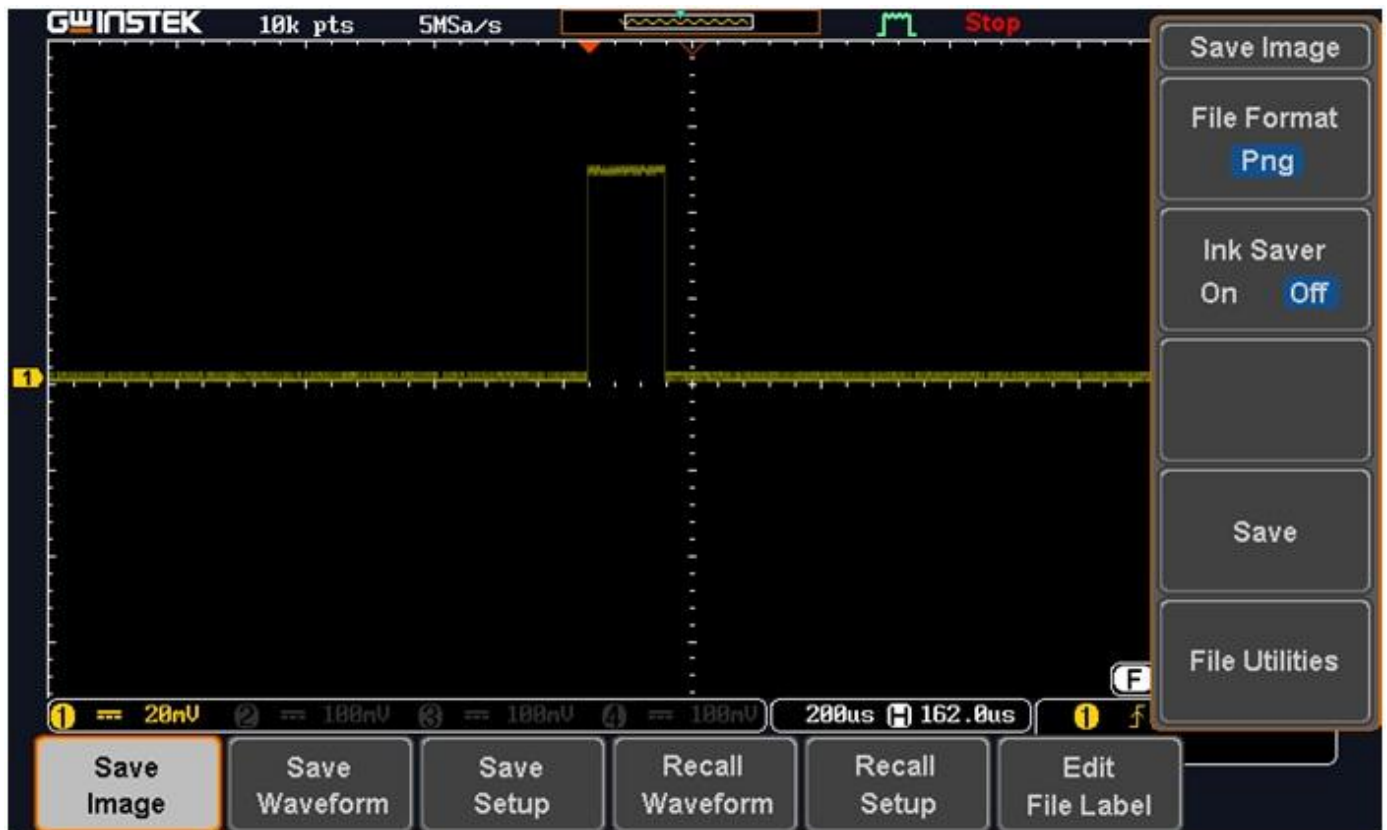 GWINSTEK 10k pts 5MSa/s Stop
Save Image
File Format
Png
Ink Saver
On Off
1
Save
File Utilities
F
1 20mV 2 100mV 3 100mV 4 100mV 200us H 162.0us 1
Save Image
Save Waveform
Save Setup
Recall Waveform
Recall Setup
Edit File Label